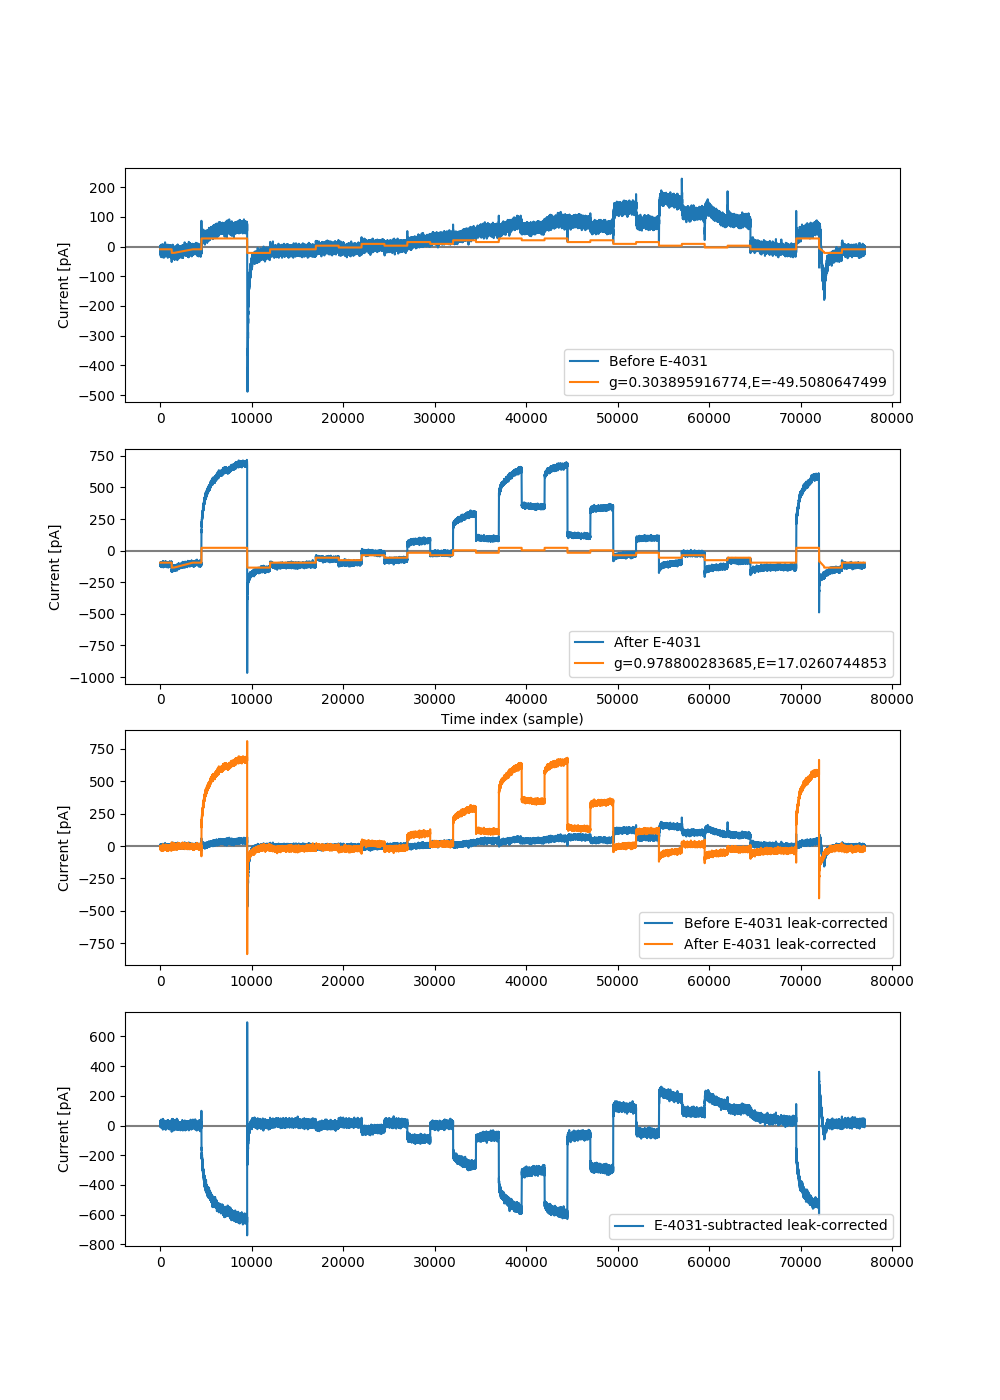 200
100
0
−100
−200
−300
−400
−500
Current [pA]
Before E-4031
g=0.303895916774,E=-49.5080647499
0 10000 20000 30000 40000 50000 60000 70000 80000
750
500
250
0
−250
−500
−750
−1000
Current [pA]
After E-4031
g=0.978800283685,E=17.0260744853
0 10000 20000 30000 40000 50000 60000 70000 80000
Time index (sample)
750
500
250
0
−250
−500
−750
Current [pA]
Before E-4031 leak-corrected
After E-4031 leak-corrected
0 10000 20000 30000 40000 50000 60000 70000 80000
600
400
200
0
−200
−400
−600
−800
Current [pA]
E-4031-subtracted leak-corrected
0 10000 20000 30000 40000 50000 60000 70000 80000